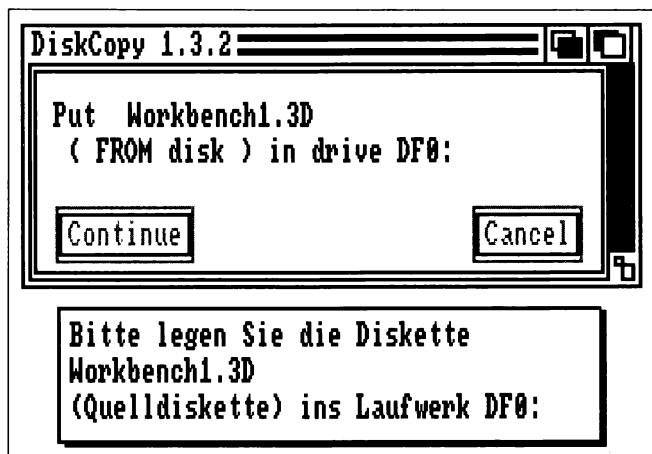 DiskCopy 1.3.2
Put Workbench1.3D
( FROM disk ) in drive DF0:
Continue Cancel
Bitte legen Sie die Diskette
Workbench1.3D
(Quelldiskette) ins Laufwerk DF0: